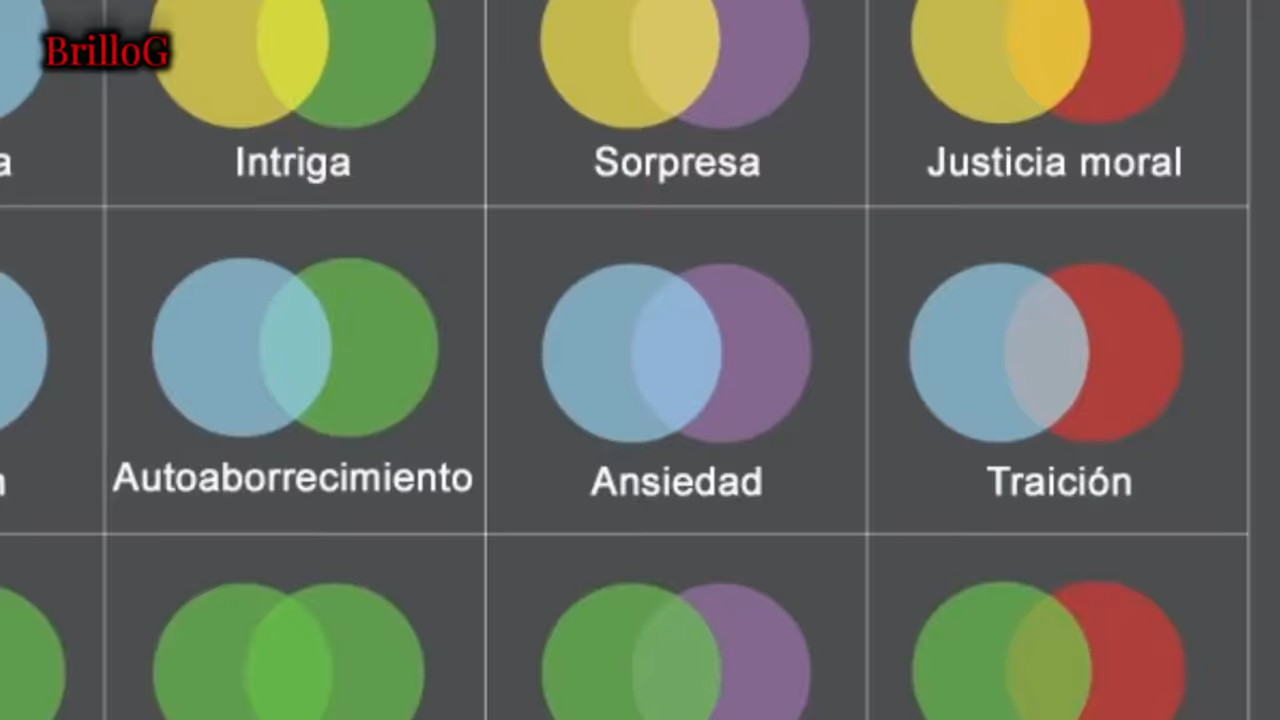 BrilloG
a
Intriga
Sorpresa
Justicia moral
n
Autoaborrecimiento
Ansiedad
Traición